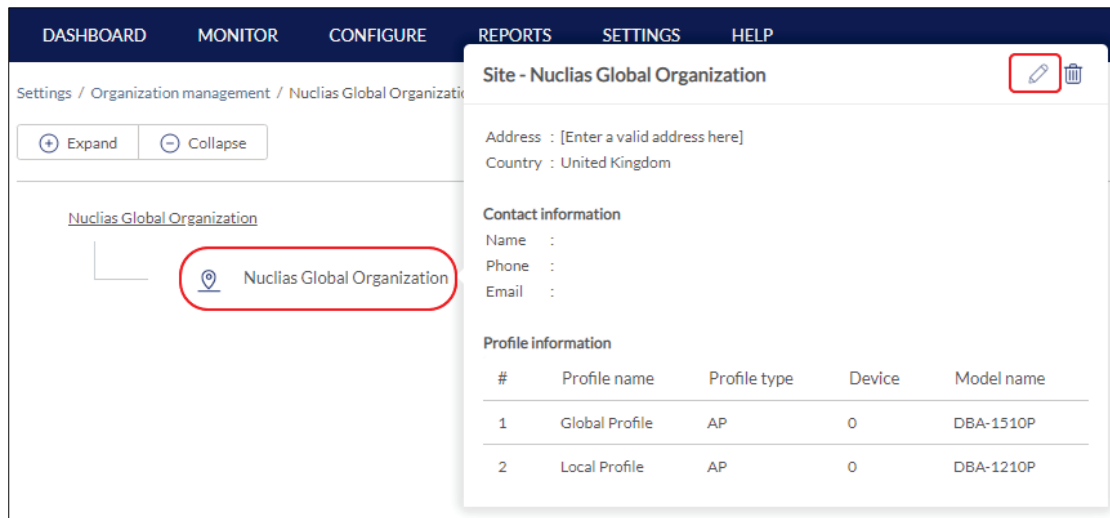 DASHBOARD MONITOR CONFIGURE REPORTS SETTINGS HELP
Settings / Organization management / Nuclias Global Organizatio
Expand Collapse
Nuclias Global Organization
Nuclias Global Organization
Site - Nuclias Global Organization
Address : [Enter a valid address here]
Country : United Kingdom
Contact information
Name :
Phone :
Email :
Profile information
# Profile name Profile type Device Model name
1 Global Profile AP 0 DBA-1510P
2 Local Profile AP 0 DBA-1210P